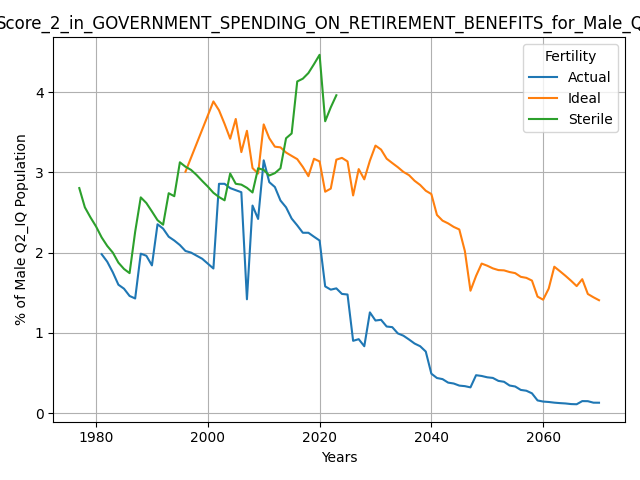 Score_2_in_GOVERNMENT_SPENDING_ON_RETIREMENT_BENEFITS_for_Male_Q
Fertility
Actual
Ideal
Sterile
% of Male Q2_IQ Population
4
3
2
1
0
1980 2000 2020 2040 2060
Years